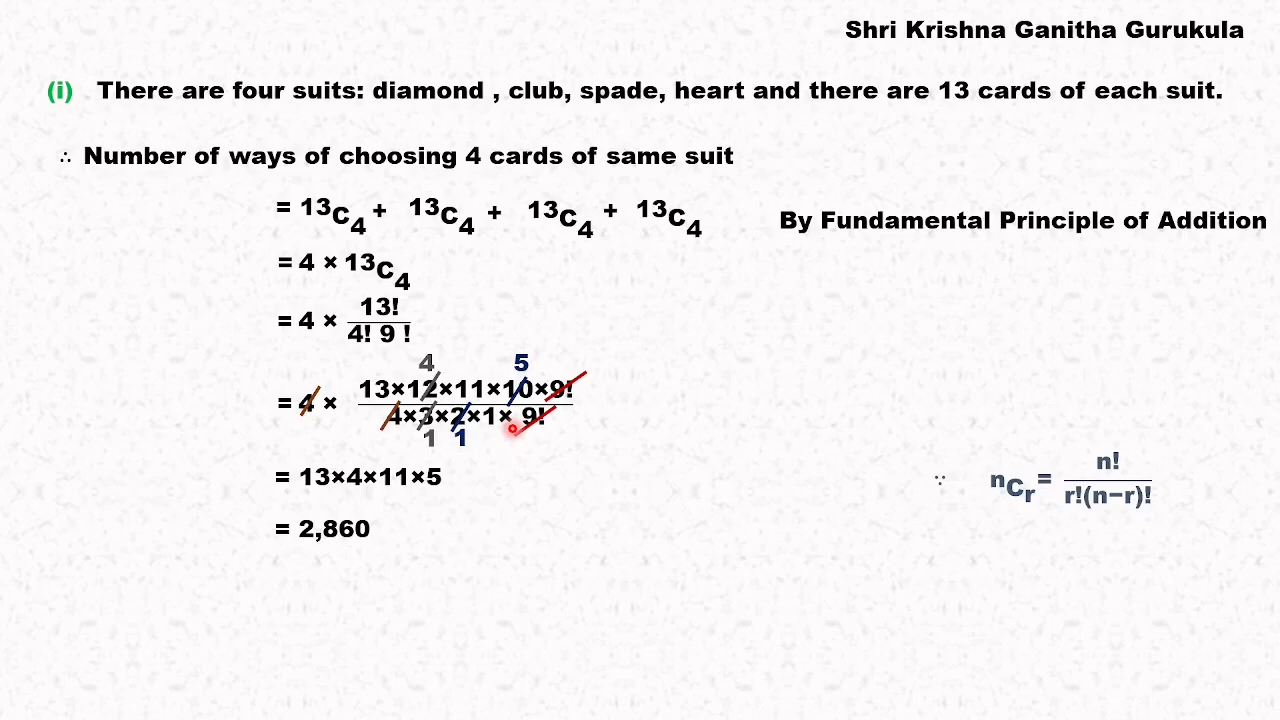 Shri Krishna Ganitha Gurukula
(i) There are four suits: diamond , club, spade, heart and there are 13 cards of each suit.
∴ Number of ways of choosing 4 cards of same suit
= ¹³C₄ + ¹³C₄ + ¹³C₄ + ¹³C₄ By Fundamental Principle of Addition
= 4 × ¹³C₄
= 4 × 13!
4! 9 !
4 5
= 4 × 13×12×11×10×9!
4×3×2×1× 9!
1 1
= 13×4×11×5
∵ ⁿCᵣ = n!
r!(n−r)!
= 2,860